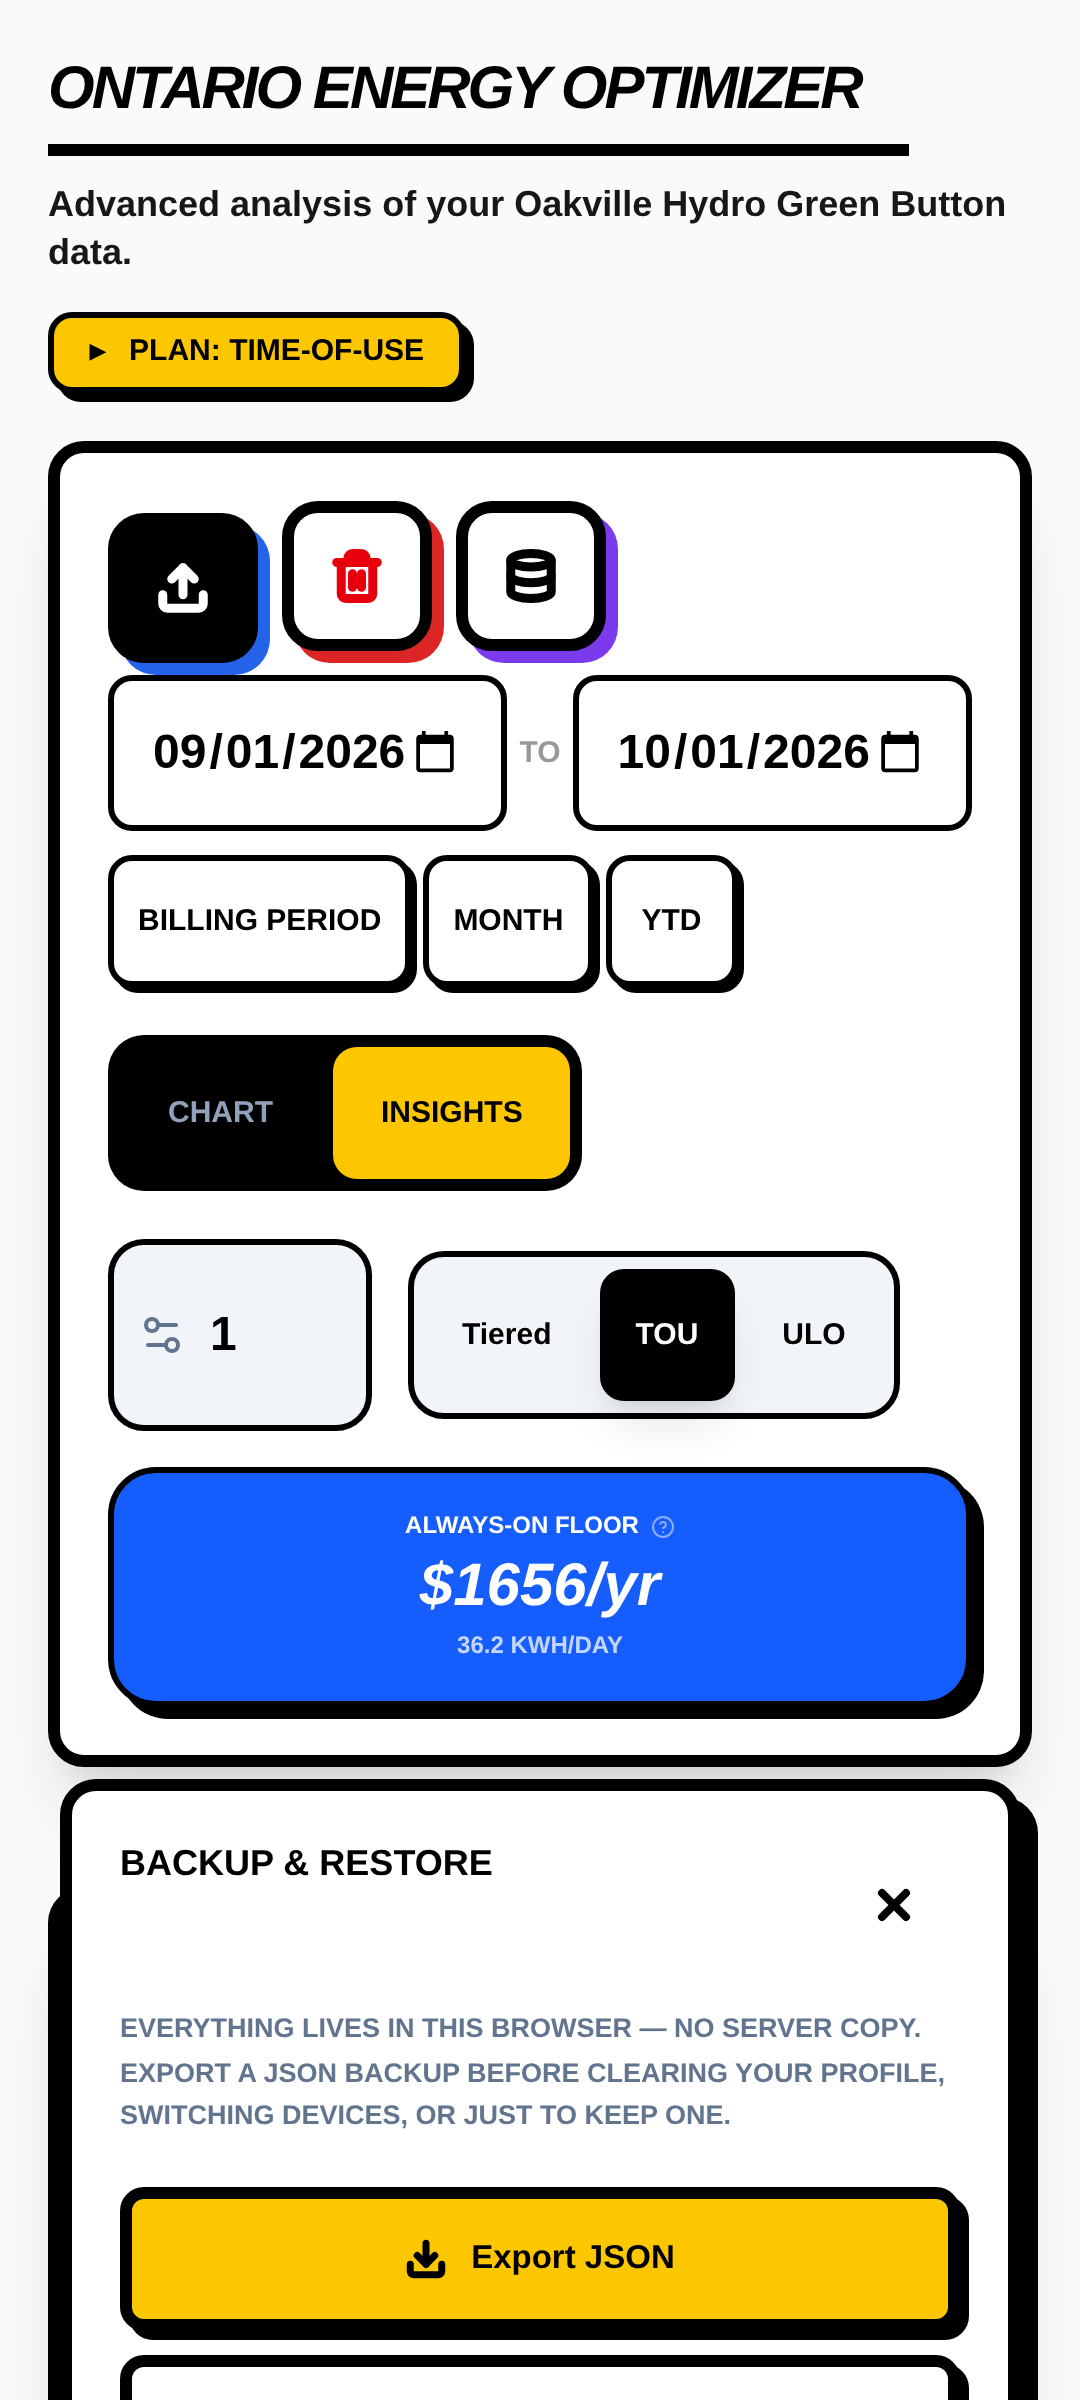 ONTARIO ENERGY OPTIMIZER
Advanced analysis of your Oakville Hydro Green Button
data.
► PLAN: TIME-OF-USE
09/01/2026 TO 10/01/2026
BILLING PERIOD MONTH YTD
CHART INSIGHTS
1 Tiered TOU ULO
ALWAYS-ON FLOOR ?
$1656/yr
36.2 KWH/DAY
BACKUP & RESTORE
EVERYTHING LIVES IN THIS BROWSER — NO SERVER COPY.
EXPORT A JSON BACKUP BEFORE CLEARING YOUR PROFILE,
SWITCHING DEVICES, OR JUST TO KEEP ONE.
Export JSON